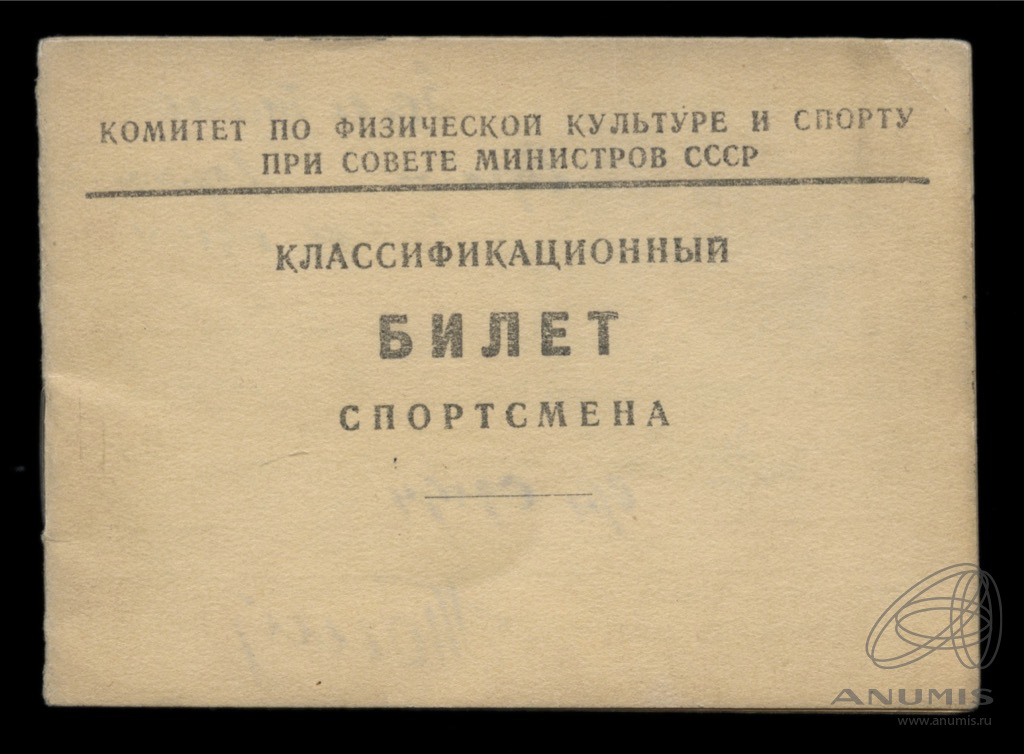 КОМИТЕТ ПО ФИЗИЧЕСКОЙ КУЛЬТУРЕ И СПОРТУ
ПРИ СОВЕТЕ МИНИСТРОВ СССР
КЛАССИФИКАЦИОННЫЙ
БИЛЕТ
СПОРТСМЕНА
ANUMIS
www.anumis.ru